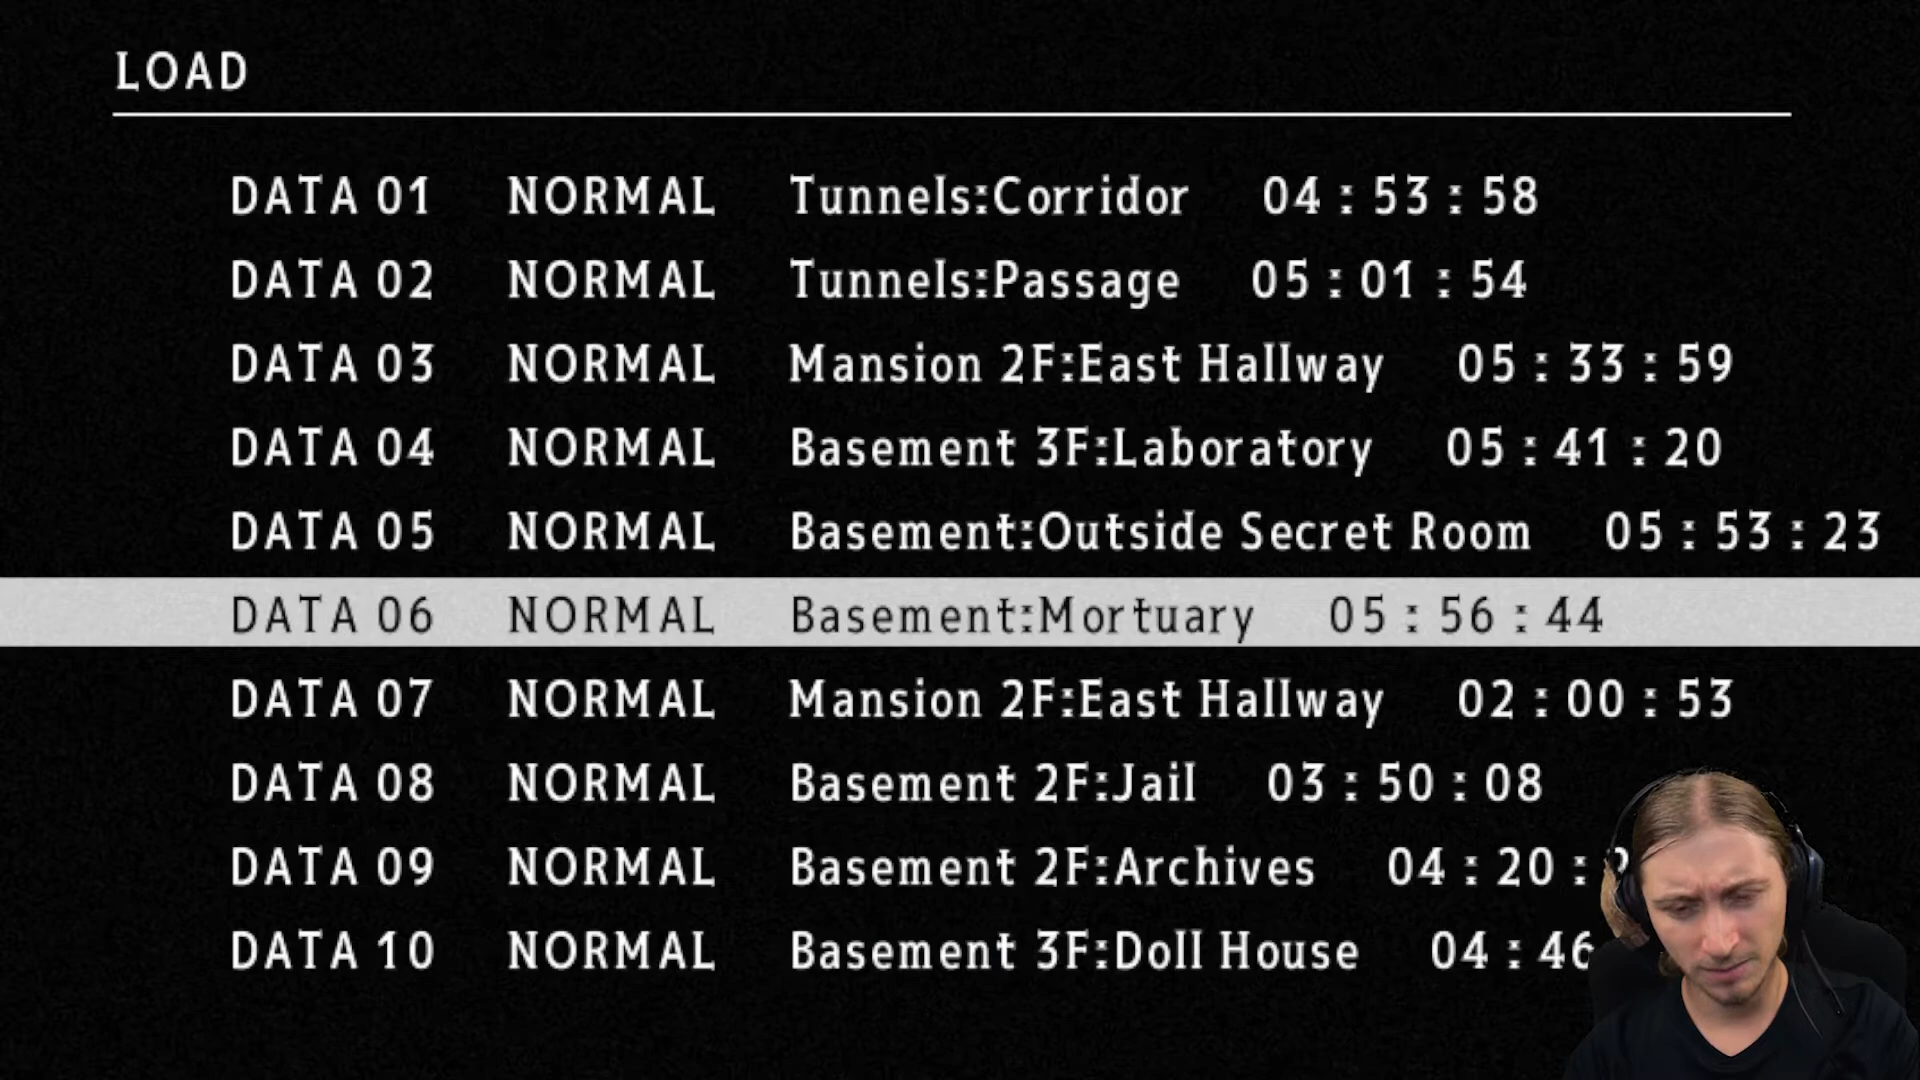 LOAD
DATA 01 NORMAL Tunnels:Corridor 04:53:58
DATA 02 NORMAL Tunnels:Passage 05:01:54
DATA 03 NORMAL Mansion 2F:East Hallway 05:33:59
DATA 04 NORMAL Basement 3F:Laboratory 05:41:20
DATA 05 NORMAL Basement:Outside Secret Room 05:53:23
DATA 06 NORMAL Basement:Mortuary 05:56:44
DATA 07 NORMAL Mansion 2F:East Hallway 02:00:53
DATA 08 NORMAL Basement 2F:Jail 03:50:08
DATA 09 NORMAL Basement 2F:Archives 04:20:
DATA 10 NORMAL Basement 3F:Doll House 04:46